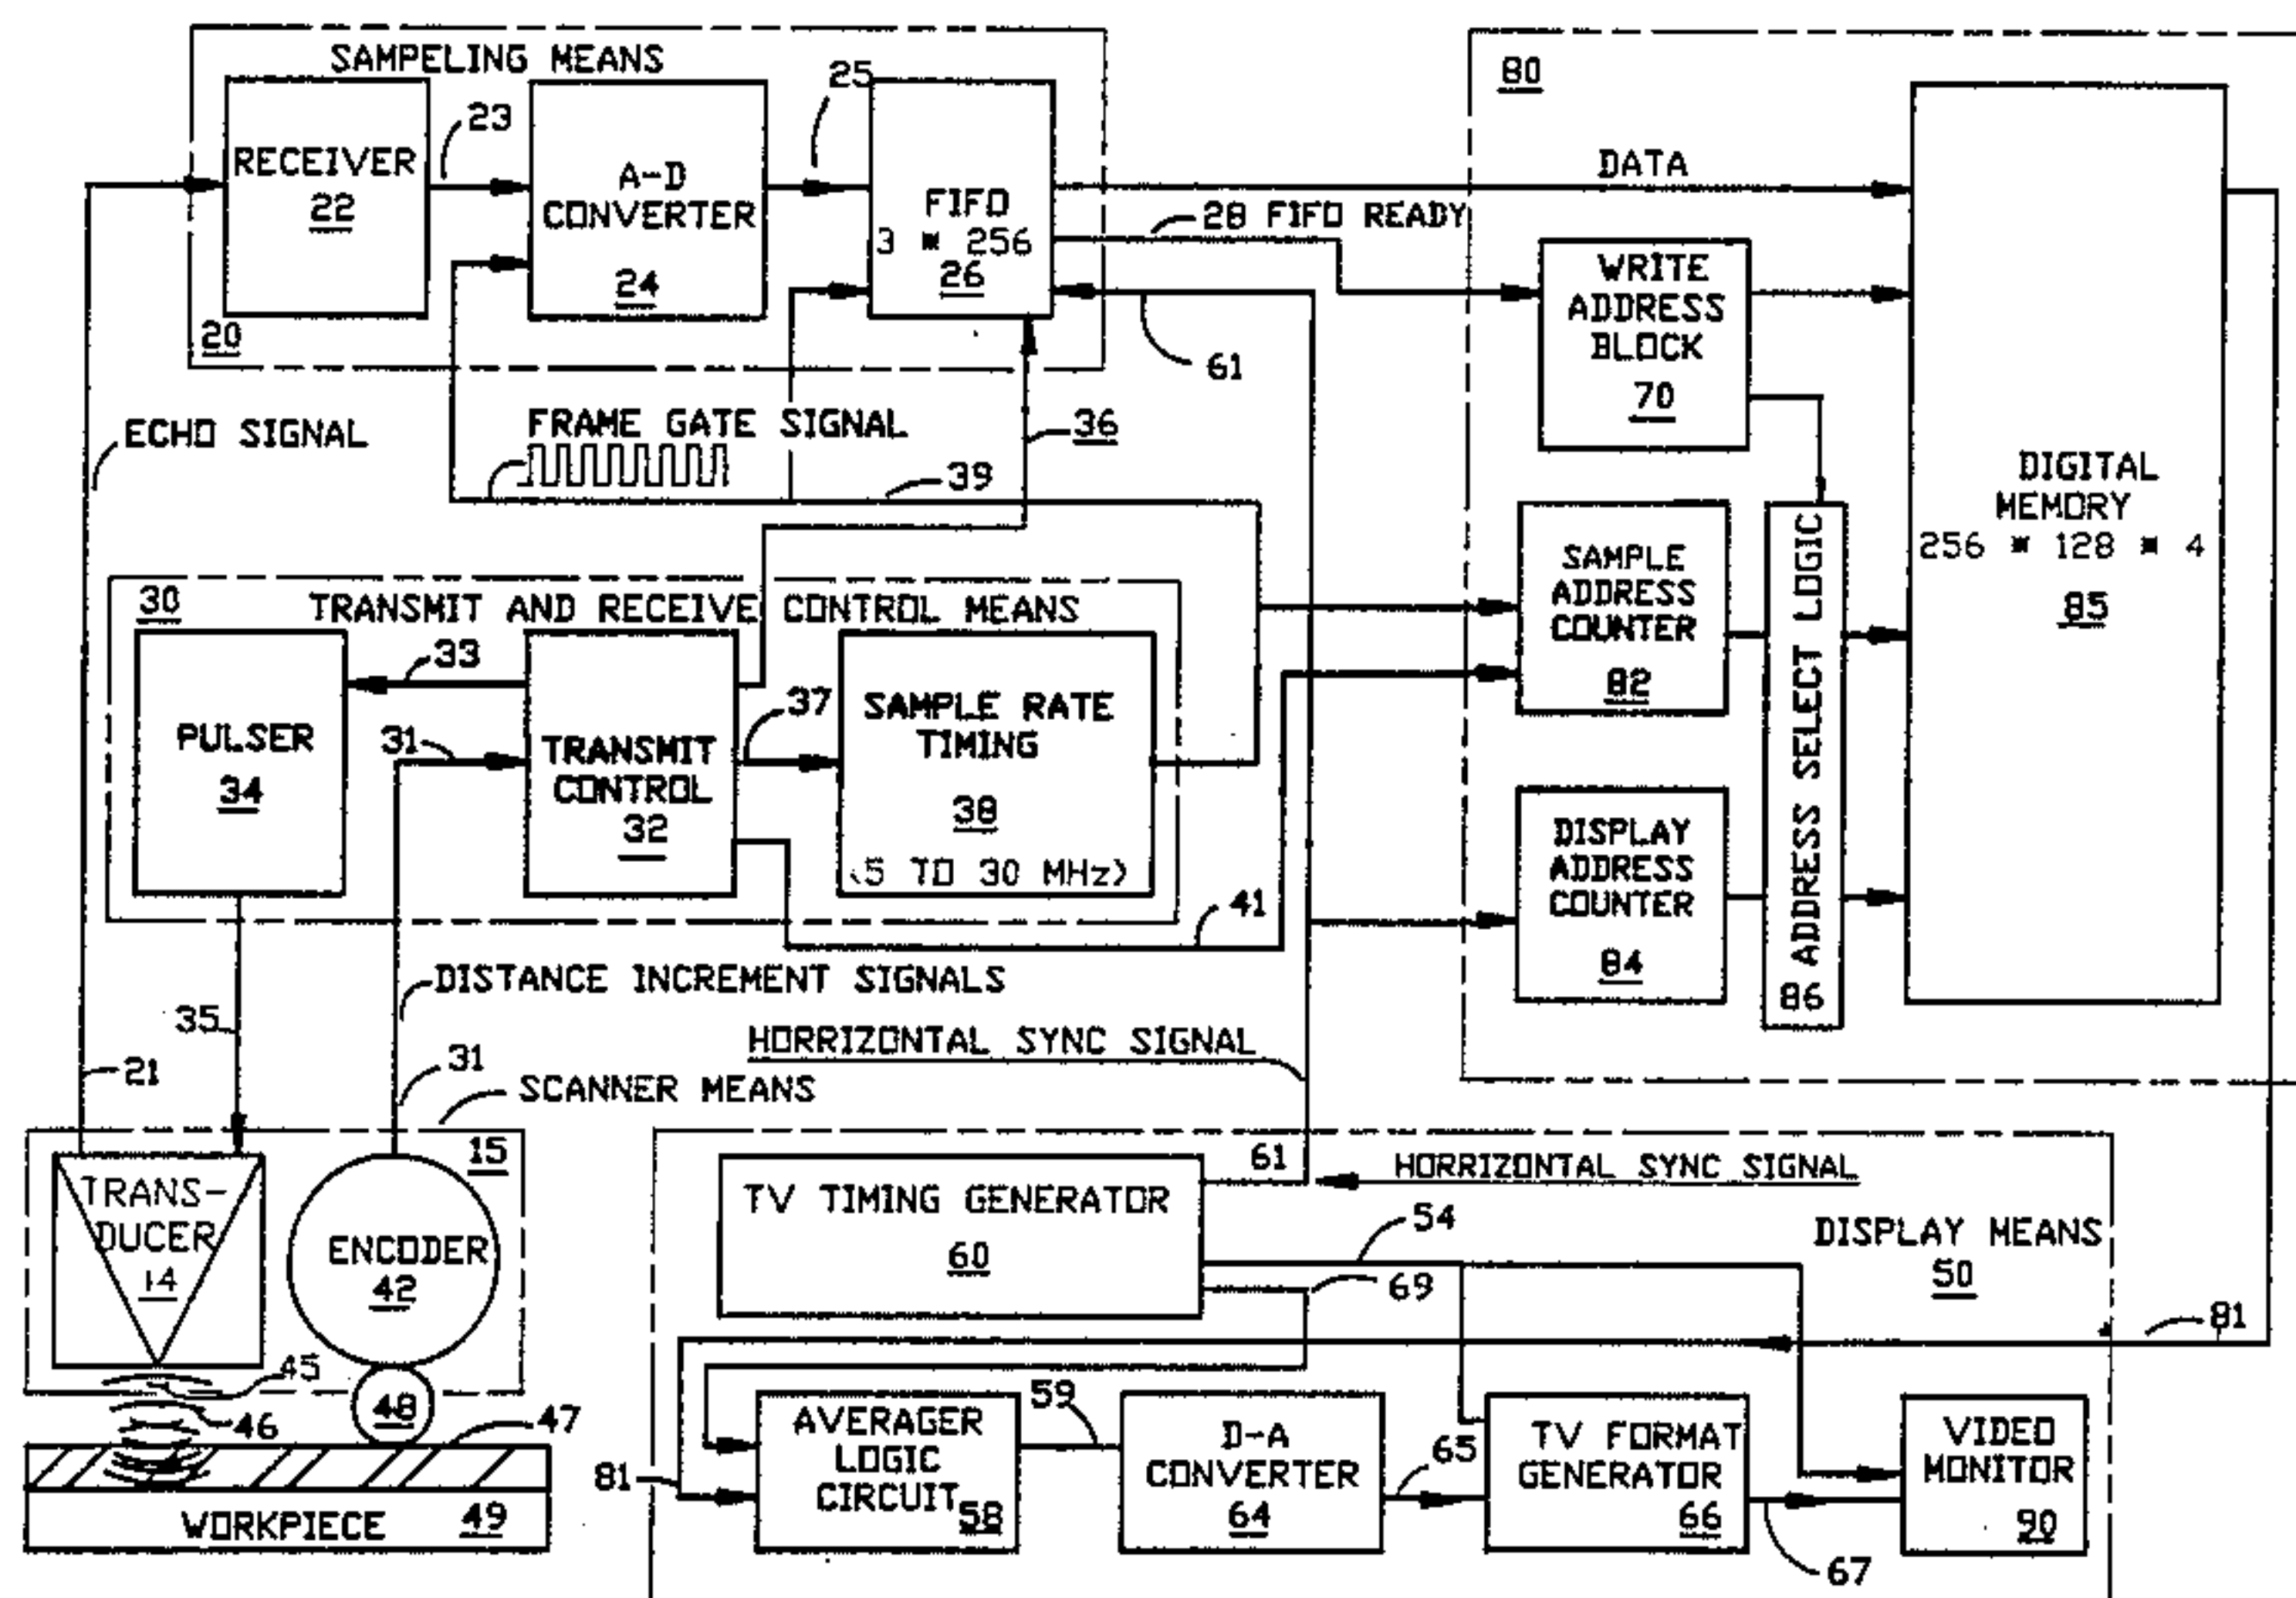 SAMPELING MEANS
RECEIVER
22
23
A-D
CONVERTER
24
25
FIFO
3 * 256
26
20
28 FIFO READY
61
80
DATA
WRITE
ADDRESS
BLOCK
70
DIGITAL
MEMORY
256 * 128 * 4
85
ECHO SIGNAL
FRAME GATE SIGNAL
36
39
SAMPLE
ADDRESS
COUNTER
82
ADDRESS SELECT LOGIC
86
DISPLAY
ADDRESS
COUNTER
84
30
TRANSMIT AND RECEIVE CONTROL MEANS
33
PULSER
34
31
TRANSMIT
CONTROL
32
37
SAMPLE RATE
TIMING
38
(5 TO 30 MHz)
41
DISTANCE INCREMENT SIGNALS
35
21
31
HORRIZONTAL SYNC SIGNAL
SCANNER MEANS
15
TRANS-
DUCER
14
ENCODER
42
45
46
48
47
WORKPIECE
49
TV TIMING GENERATOR
60
61
HORRIZONTAL SYNC SIGNAL
54
69
DISPLAY MEANS
50
81
AVERAGER
LOGIC
CIRCUIT
58
81
59
D-A
CONVERTER
64
65
TV FORMAT
GENERATOR
66
67
VIDEO
MONITOR
90